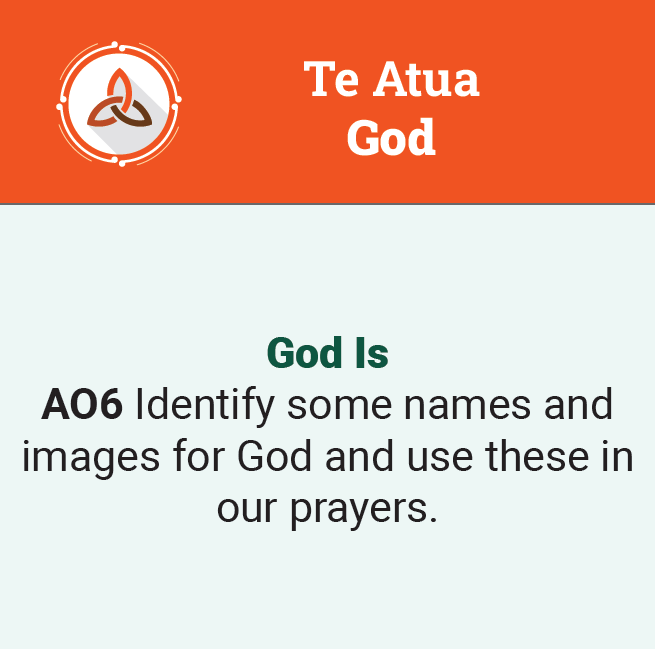 Te Atua
God
God Is
AO6 Identify some names and
images for God and use these in
our prayers.